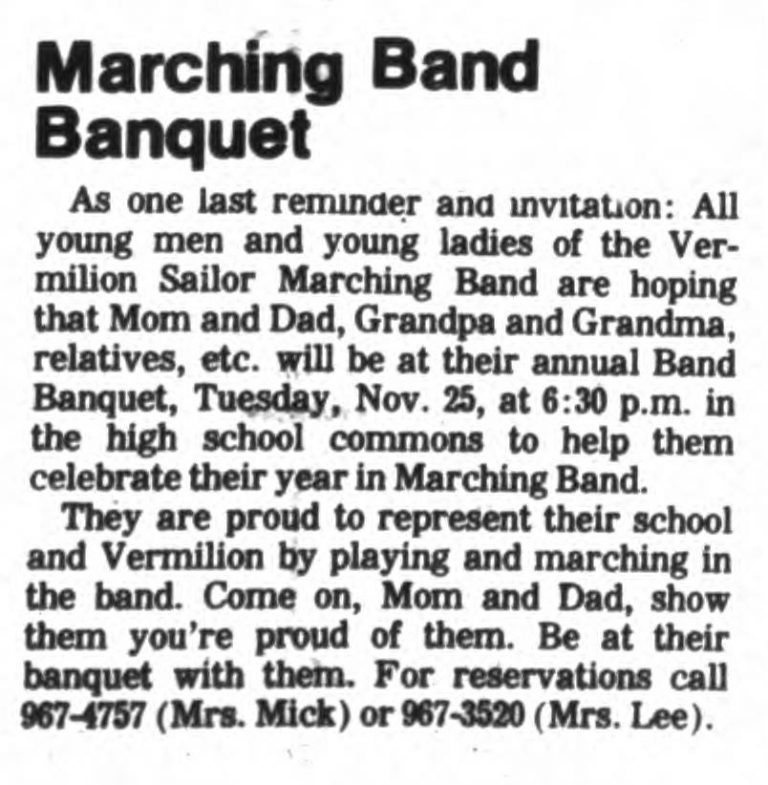 Marching Band
Banquet
As one last reminder and invitation: All
young men and young ladies of the Ver-
milion Sailor Marching Band are hoping
that Mom and Dad, Grandpa and Grandma,
relatives, etc. will be at their annual Band
Banquet, Tuesday, Nov. 25, at 6:30 p.m. in
the high school commons to help them
celebrate their year in Marching Band.
They are proud to represent their school
and Vermilion by playing and marching in
the band. Come on, Mom and Dad, show
them you're proud of them. Be at their
banquet with them. For reservations call
967-4757 (Mrs. Mick) or 967-3520 (Mrs. Lee).